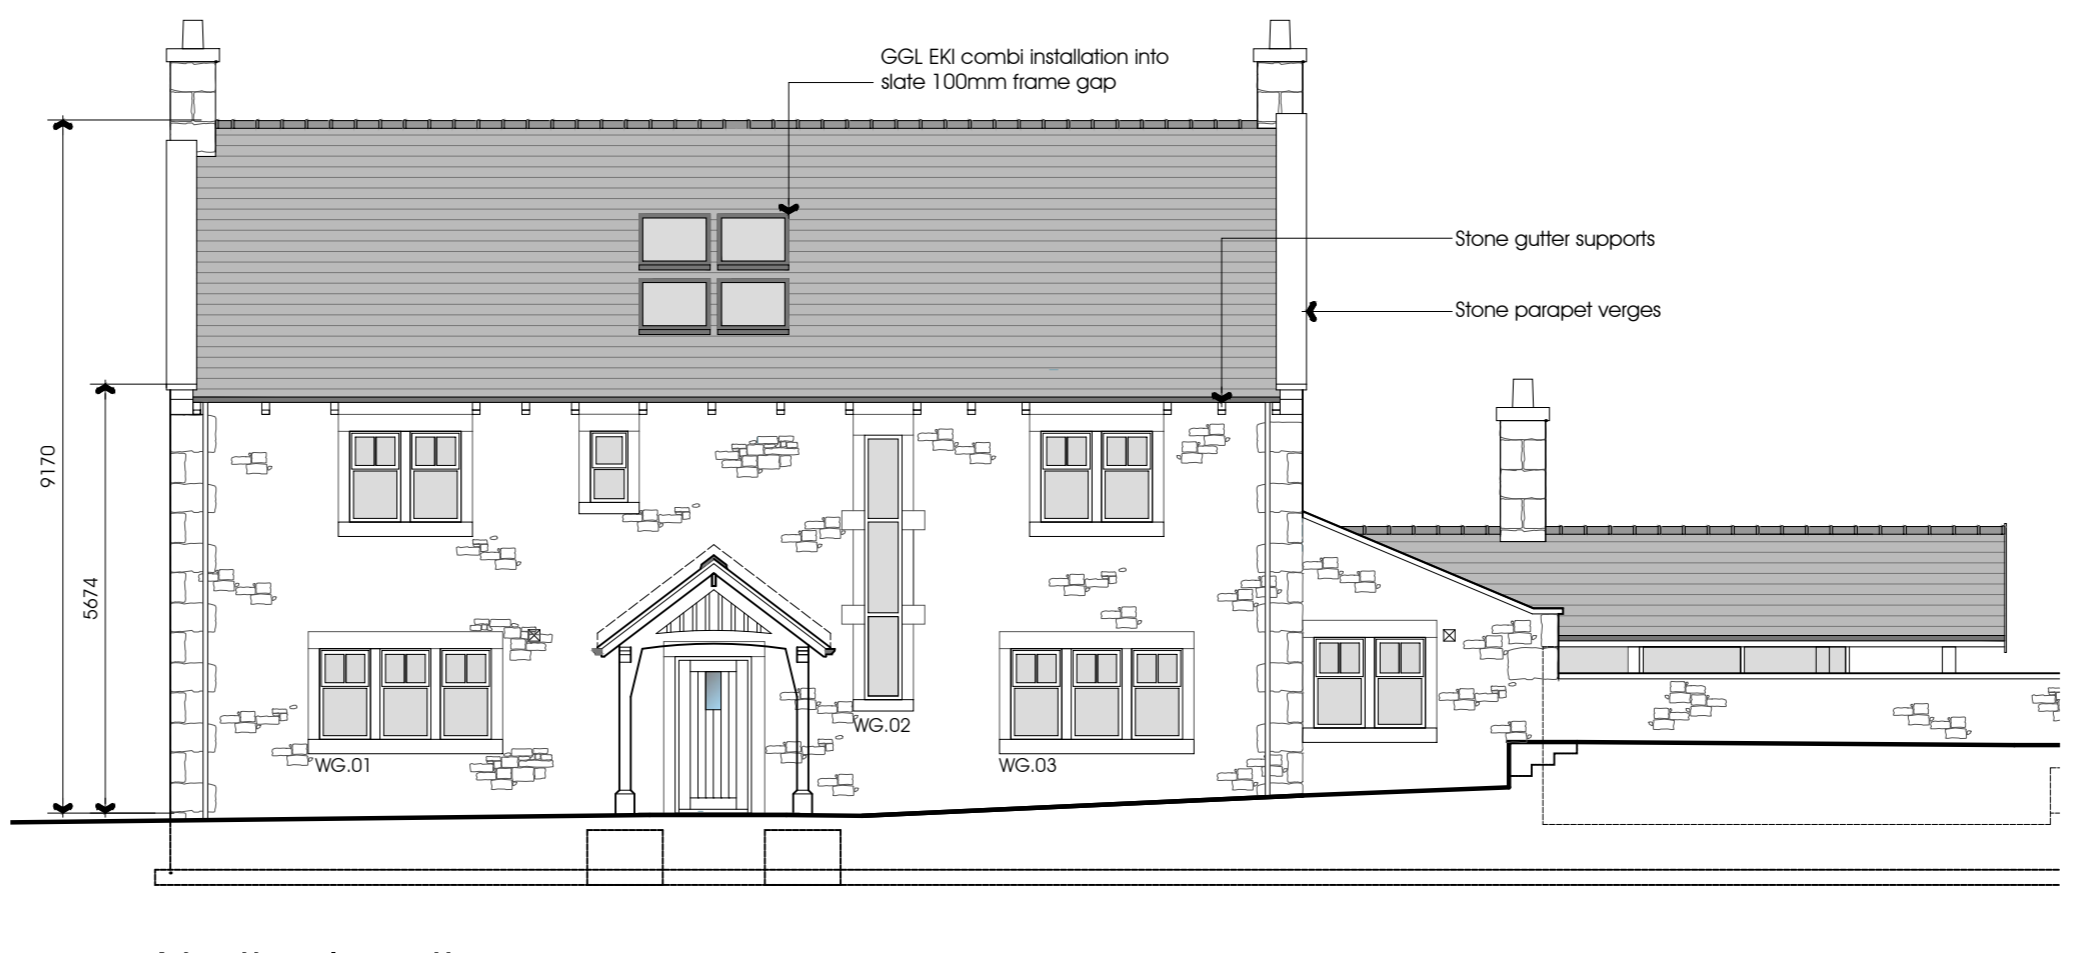 GGL EKI combi installation into
slate 100mm frame gap
Stone gutter supports
Stone parapet verges
9170
5674
WG.01
WG.02
WG.03